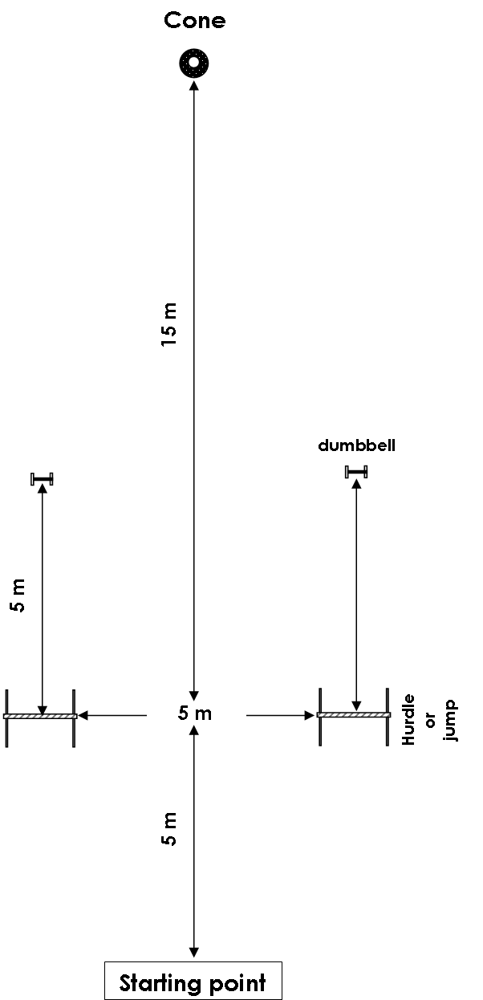 Cone
15 m
dumbbell
5 m
5 m
Hurdle
or
jump
5 m
Starting point